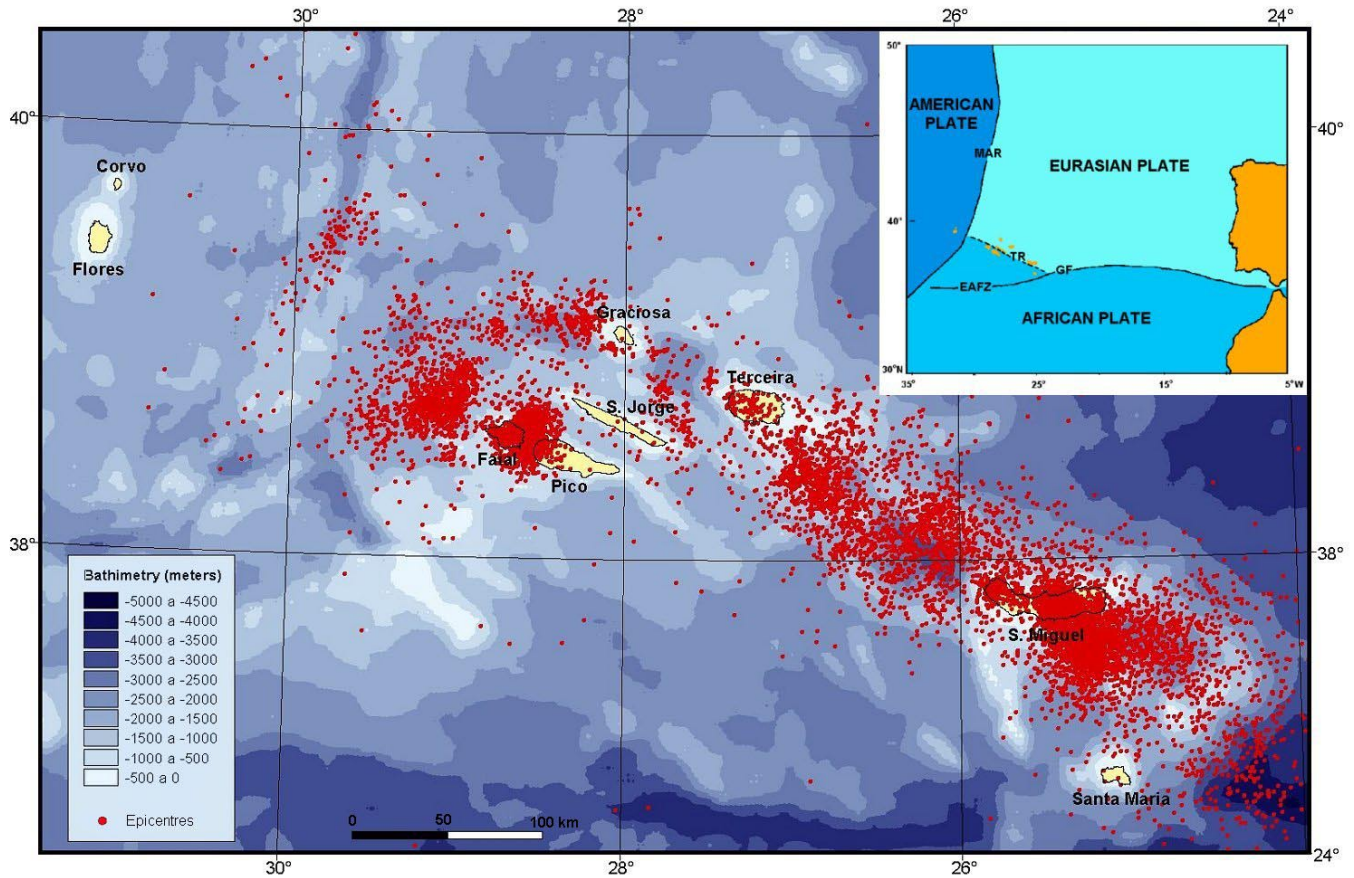 30°
28°
26°
24°
40°
40°
Corvo
Flores
Graciosa
Terceira
S. Jorge
Faial
Pico
38°
38°
S. Miguel
Santa Maria
50°
AMERICAN
PLATE
MAR
EURASIAN PLATE
40°
TR
GF
EAFZ
AFRICAN PLATE
30°N
35°
25°
15°
5°W
Bathimetry (meters)
-5000 a -4500
-4500 a -4000
-4000 a -3500
-3500 a -3000
-3000 a -2500
-2500 a -2000
-2000 a -1500
-1500 a -1000
-1000 a -500
-500 a 0
Epicentres
0 50 100 km
30°
28°
26°
24°